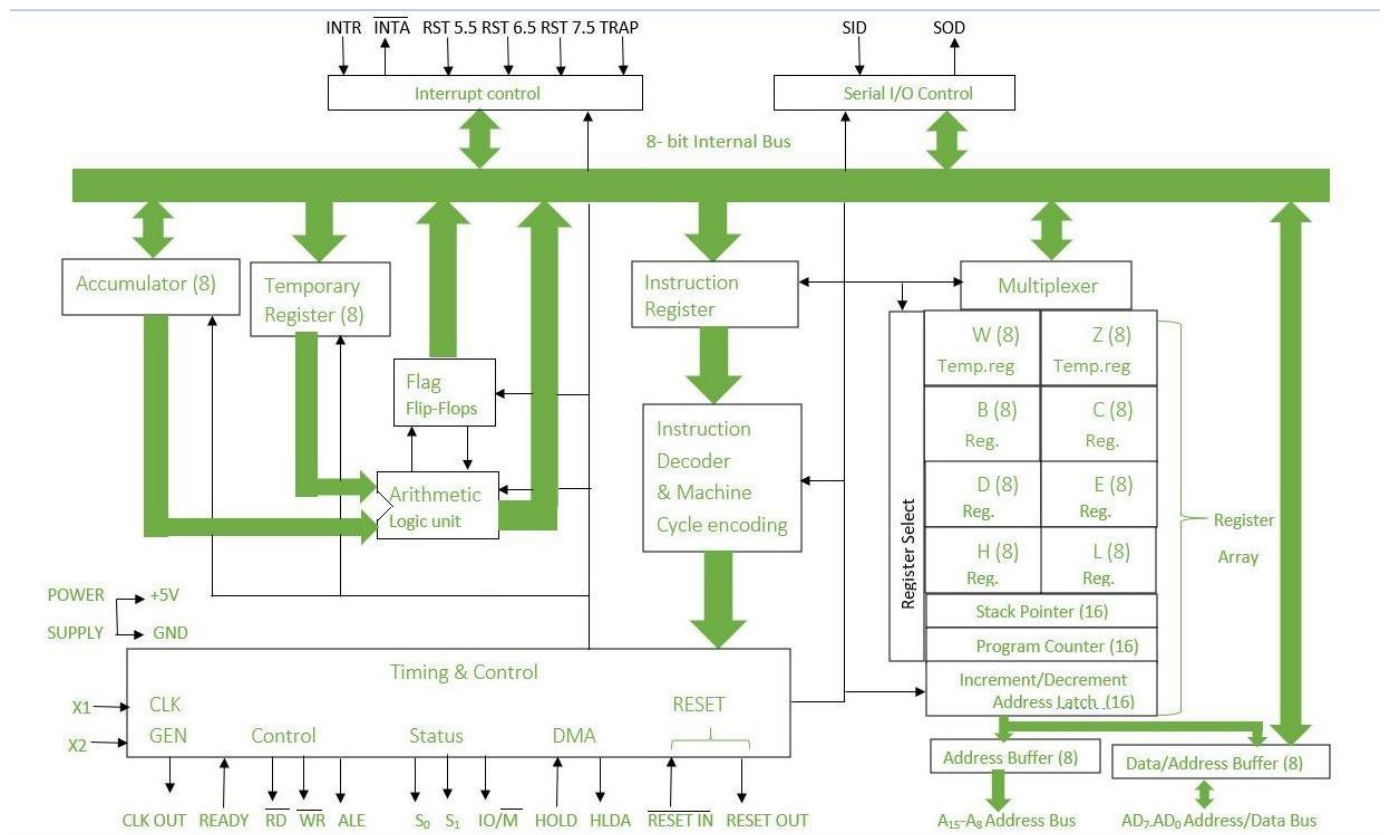 INTR INTA RST 5.5 RST 6.5 RST 7.5 TRAP SID SOD
Interrupt control
Serial I/O Control
8- bit Internal Bus
Accumulator (8)
Temporary
Register (8)
Instruction
Register
Multiplexer
Flag
Flip-Flops
Arithmetic
Logic unit
Instruction
Decoder
& Machine
Cycle encoding
Register Select
W (8)
Temp.reg
Z (8)
Temp.reg
B (8)
Reg.
C (8)
Reg.
D (8)
Reg.
E (8)
Reg.
H (8)
Reg.
L (8)
Reg.
Stack Pointer (16)
Program Counter (16)
Increment/Decrement
Address Latch (16)
Register
Array
POWER +5V
SUPPLY GND
Timing & Control
X1 CLK RESET
X2 GEN Control Status DMA
CLK OUT READY RD WR ALE S0 S1 IO/M HOLD HLDA RESET IN RESET OUT
Address Buffer (8)
Data/Address Buffer (8)
A15-A8 Address Bus
AD7-AD0 Address/Data Bus